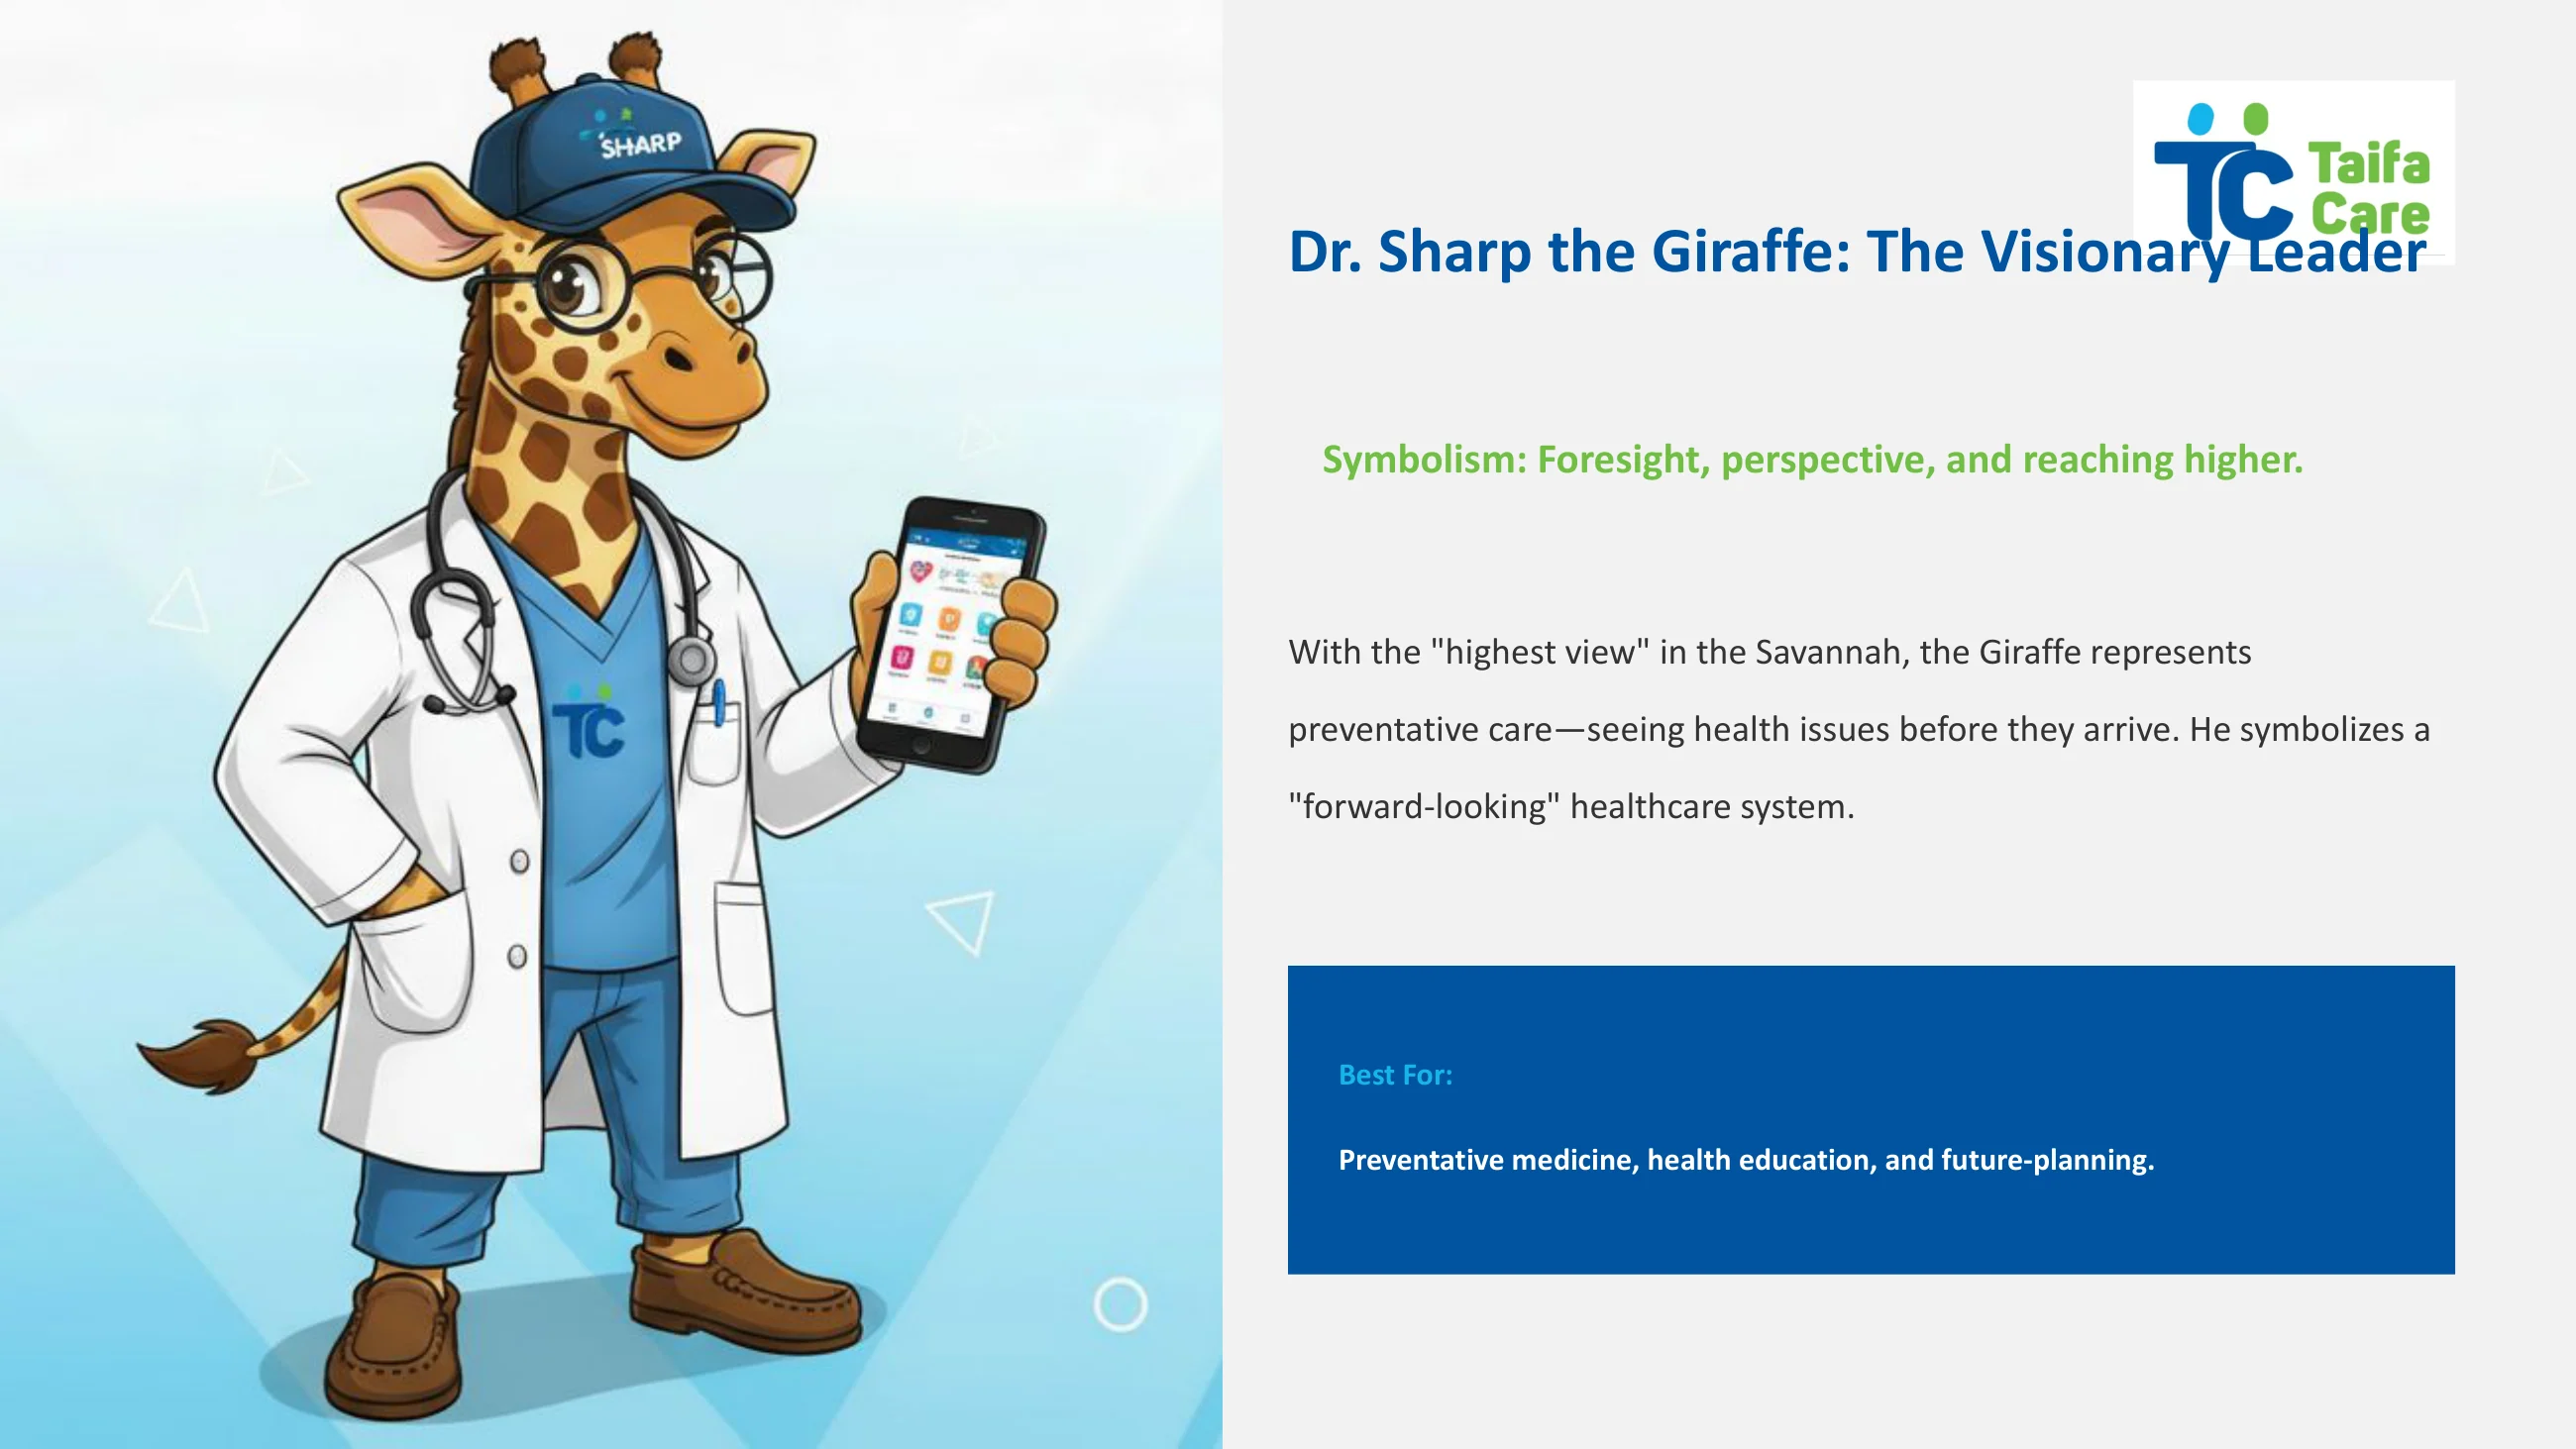 SHARP
TC
TC Taifa
Care
Dr. Sharp the Giraffe: The Visionary Leader
Symbolism: Foresight, perspective, and reaching higher.
With the "highest view" in the Savannah, the Giraffe represents
preventative care—seeing health issues before they arrive. He symbolizes a
"forward-looking" healthcare system.
Best For:
Preventative medicine, health education, and future-planning.